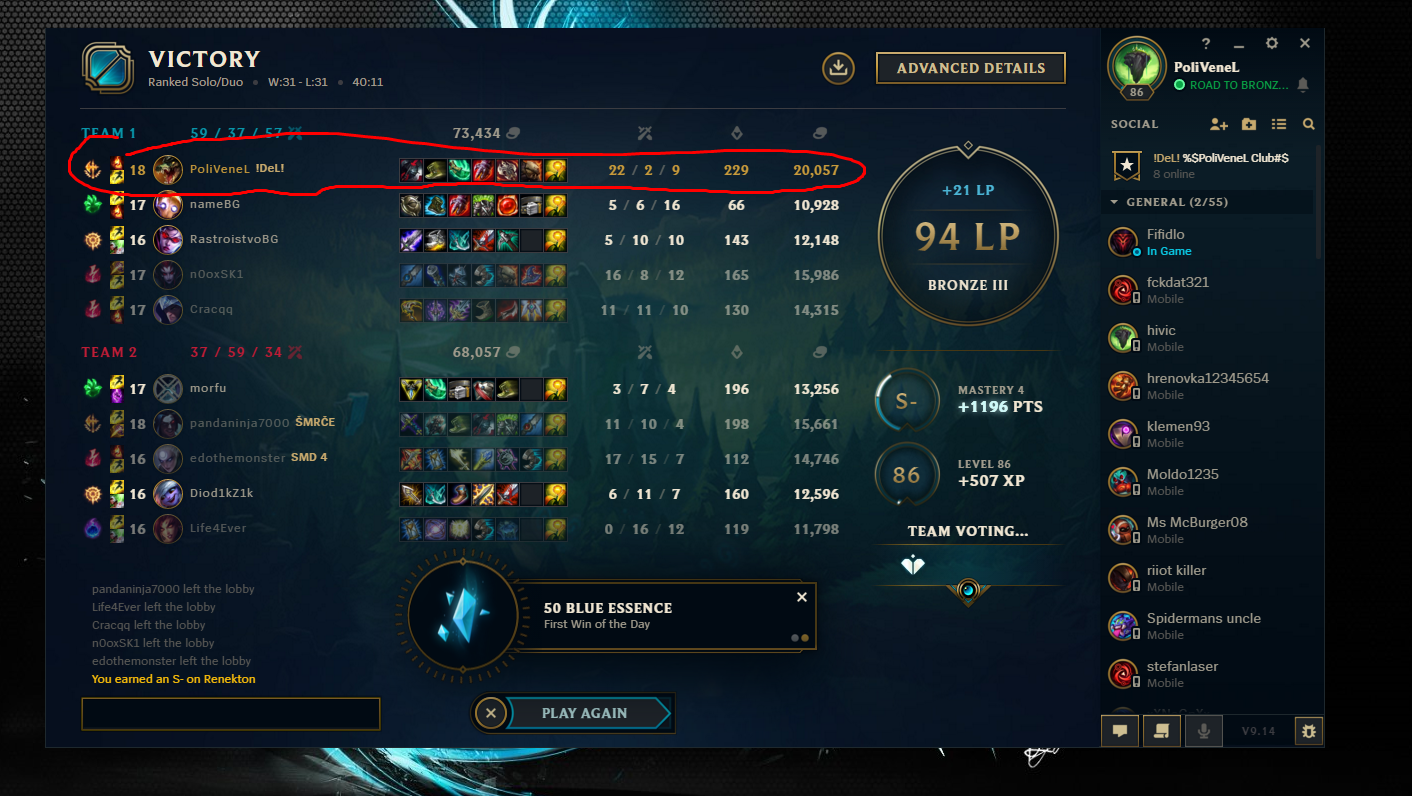 VICTORY
Ranked Solo/Duo • W:31 - L:31 • 40:11
ADVANCED DETAILS
TEAM 1 59 / 37 / 57 73,434
18 PoliVeneL !DeL! 22 / 2 / 9 229 20,057
17 nameBG 5 / 6 / 16 66 10,928
16 RastroistvoBG 5 / 10 / 10 143 12,148
17 n0oxSK1 16 / 8 / 12 165 15,986
17 Cracqq 11 / 11 / 10 130 14,315
TEAM 2 37 / 59 / 34 68,057
17 morfu 3 / 7 / 4 196 13,256
18 pandaninja7000 ŠMRČE 11 / 10 / 4 198 15,661
16 edothemonster SMD 4 17 / 15 / 7 112 14,746
16 Diod1kZ1k 6 / 11 / 7 160 12,596
16 Life4Ever 0 / 16 / 12 119 11,798
+21 LP
94 LP
BRONZE III
S-
MASTERY 4
+1196 PTS
86
LEVEL 86
+507 XP
TEAM VOTING...
50 BLUE ESSENCE
First Win of the Day
pandaninja7000 left the lobby
Life4Ever left the lobby
Cracqq left the lobby
n0oxSK1 left the lobby
edothemonster left the lobby
You earned an S- on Renekton
PLAY AGAIN
?
86
PoliVeneL
ROAD TO BRONZ...
SOCIAL
!DeL! %$PoliVeneL Club#$
8 online
GENERAL (2/55)
Fifidlo
In Game
fckdat321
Mobile
hivic
Mobile
hrenovka12345654
Mobile
klemen93
Mobile
Moldo1235
Mobile
Ms McBurger08
Mobile
riiot killer
Mobile
Spidermans uncle
Mobile
stefanlaser
Mobile
V9.14